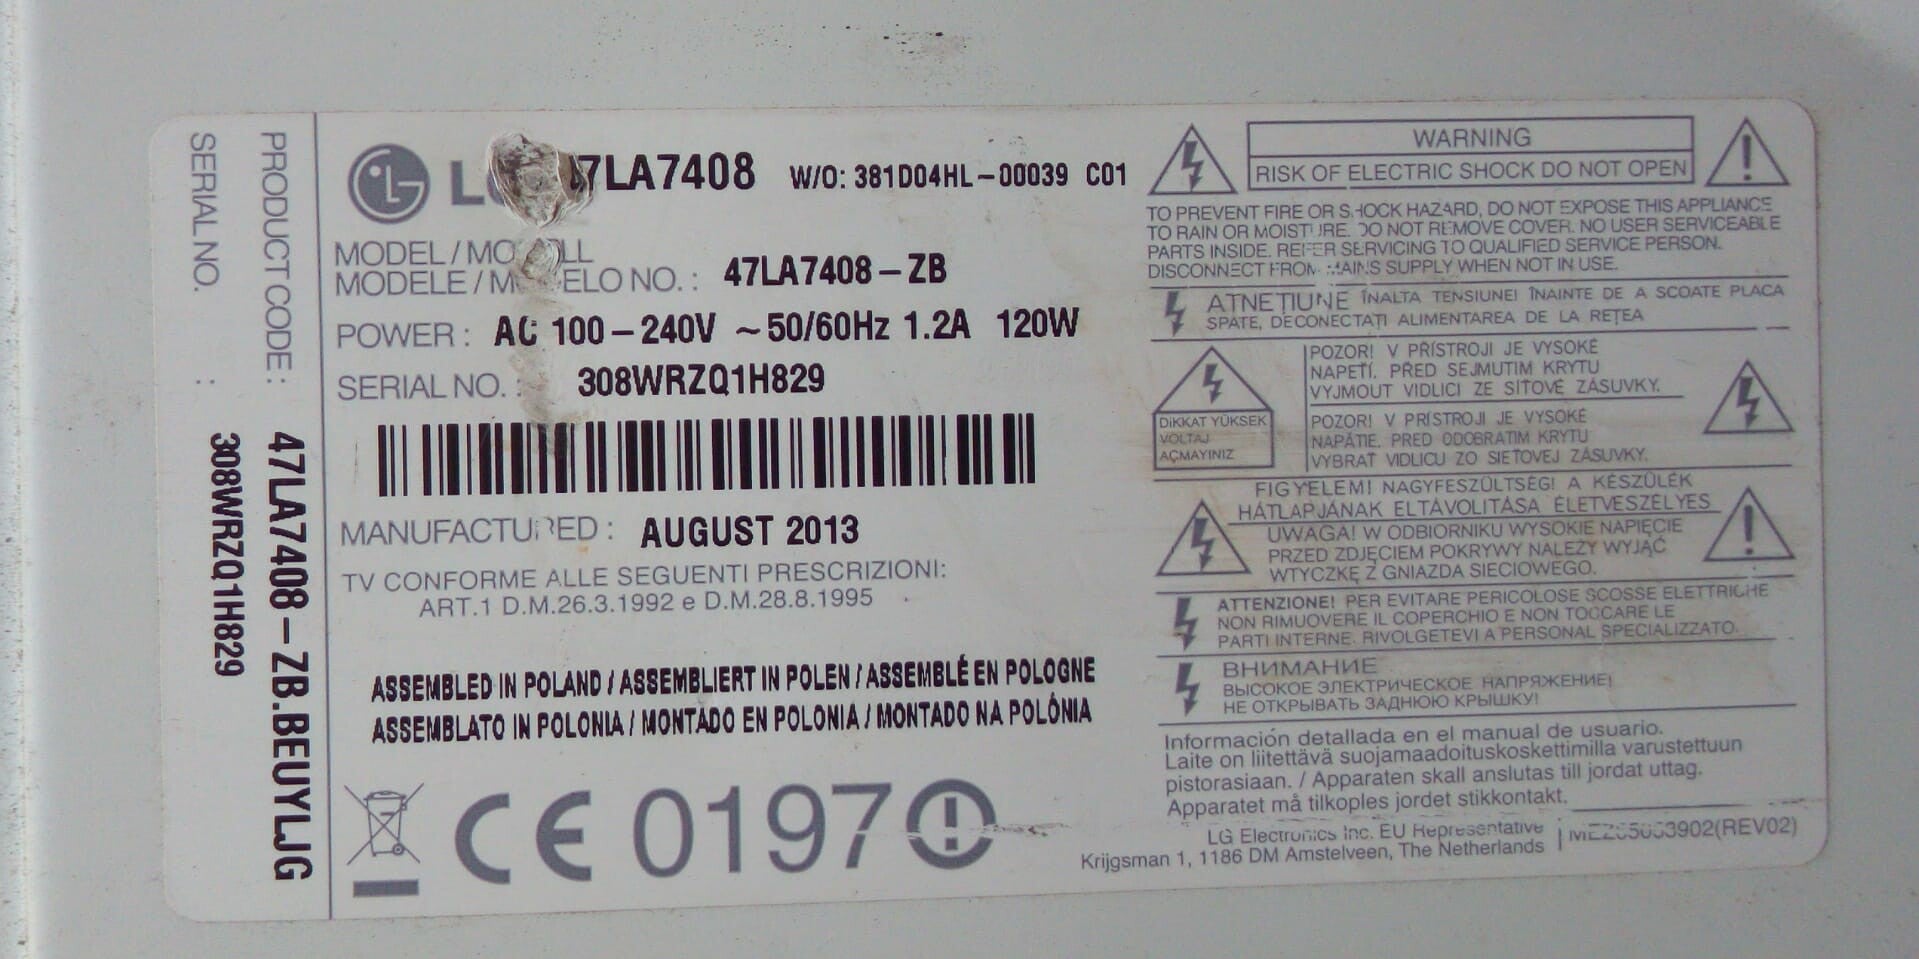 SERIAL NO. : 308WRZQ1H829
PRODUCT CODE : 47LA7408-ZB.BEUYLJG
LG 47LA7408 W/O: 381D04HL-00039 C01
MODEL /
MODELE / NO. : 47LA7408-ZB
POWER : AC 100-240V ~50/60Hz 1.2A 120W
SERIAL NO. : 308WRZQ1H829
MANUFACTURED : AUGUST 2013
TV CONFORME ALLE SEGUENTI PRESCRIZIONI:
ART.1 D.M.26.3.1992 e D.M.28.8.1995
ASSEMBLED IN POLAND / ASSEMBLIERT IN POLEN / ASSEMBLÉ EN POLOGNE
ASSEMBLATO IN POLONIA / MONTADO EN POLONIA / MONTADO NA POLÓNIA
CE 0197
WARNING
RISK OF ELECTRIC SHOCK DO NOT OPEN
TO PREVENT FIRE OR SHOCK HAZARD, DO NOT EXPOSE THIS APPLIANCE
TO RAIN OR MOISTURE. DO NOT REMOVE COVER. NO USER SERVICEABLE
PARTS INSIDE. REFER SERVICING TO QUALIFIED SERVICE PERSON.
DISCONNECT FROM MAINS SUPPLY WHEN NOT IN USE.
ATNEŢIUNE ÎNALTA TENSIUNE! ÎNAINTE DE A SCOATE PLACA
SPATE, DECONECTAŢI ALIMENTAREA DE LA REŢEA
DiKKAT YÜKSEK
VOLTAJ
AÇMAYINIZ
POZOR! V PŘÍSTROJI JE VYSOKÉ
NAPĚTÍ. PŘED SEJMUTIM KRYTU
VYJMOUT VIDLICI ZE SÍŤOVÉ ZÁSUVKY.
POZOR! V PRÍSTROJI JE VYSOKÉ
NAPÄTIE. PRED ODOBRATIM KRYTU
VYBRAŤ VIDLICU ZO SIEŤOVEJ ZÁSUVKY.
FIGYELEM! NAGYFESZÜLTSÉG! A KÉSZÜLÉK
HÁTLAPJÁNAK ELTÁVOLITÁSA ÉLETVESZÉLYES
UWAGA! W ODBIORNIKU WYSOKIE NAPIĘCIE
PRZED ZDJĘCIEM POKRYWY NALEŻY WYJĄĆ
WTYCZKĘ Z GNIAZDA SIECIOWEGO.
ATTENZIONE! PER EVITARE PERICOLOSE SCOSSE ELETTRICHE
NON RIMUOVERE IL COPERCHIO E NON TOCCARE LE
PARTI INTERNE. RIVOLGETEVI A PERSONAL SPECIALIZZATO.
ВНИМАНИЕ
ВЫСОКОЕ ЭЛЕКТРИЧЕСКОЕ НАПРЯЖЕНИЕ!
НЕ ОТКРЫВАТЬ ЗАДНЮЮ КРЫШКУ!
Información detallada en el manual de usuario.
Laite on liitettävä suojamaadoituskoskettimilla varustettuun
pistorasiaan. / Apparaten skall anslutas till jordat uttag.
Apparatet må tilkoples jordet stikkontakt.
LG Electronics Inc. EU Representative
Krijgsman 1, 1186 DM Amstelveen, The Netherlands